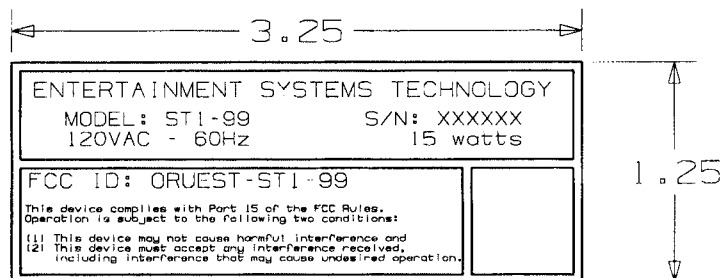 3.25
ENTERTAINMENT SYSTEMS TECHNOLOGY
MODEL: ST1-99 S/N: XXXXXX
120VAC - 60Hz 15 watts
1.25
FCC ID: ORUEST-ST1-99
This device complies with Part 15 of the FCC Rules.
Operation is subject to the following two conditions:
(1) This device may not cause harmful interference and
(2) This device must accept any interference received,
including interference that may cause undesired operation.